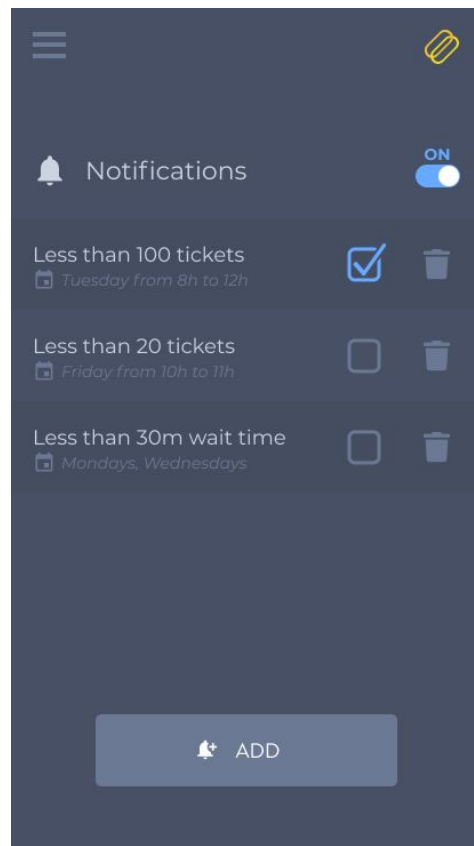 ON
Notifications
Less than 100 tickets
Tuesday from 8h to 12h
Less than 20 tickets
Friday from 10h to 11h
Less than 30m wait time
Mondays, Wednesdays
ADD